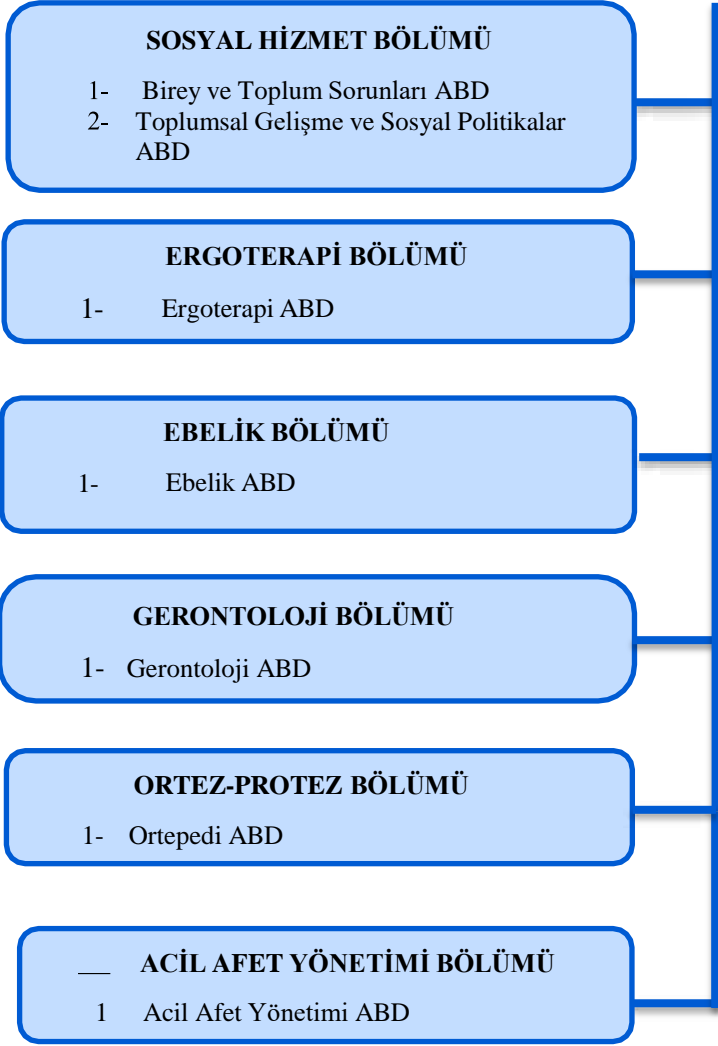 SOSYAL HİZMET BÖLÜMÜ
1- Birey ve Toplum Sorunları ABD
2- Toplumsal Gelişme ve Sosyal Politikalar
ABD
ERGOTERAPİ BÖLÜMÜ
1- Ergoterapi ABD
EBELİK BÖLÜMÜ
1- Ebelik ABD
GERONTOLOJİ BÖLÜMÜ
1- Gerontoloji ABD
ORTEZ-PROTEZ BÖLÜMÜ
1- Ortepedi ABD
__ ACİL AFET YÖNETİMİ BÖLÜMÜ
1 Acil Afet Yönetimi ABD